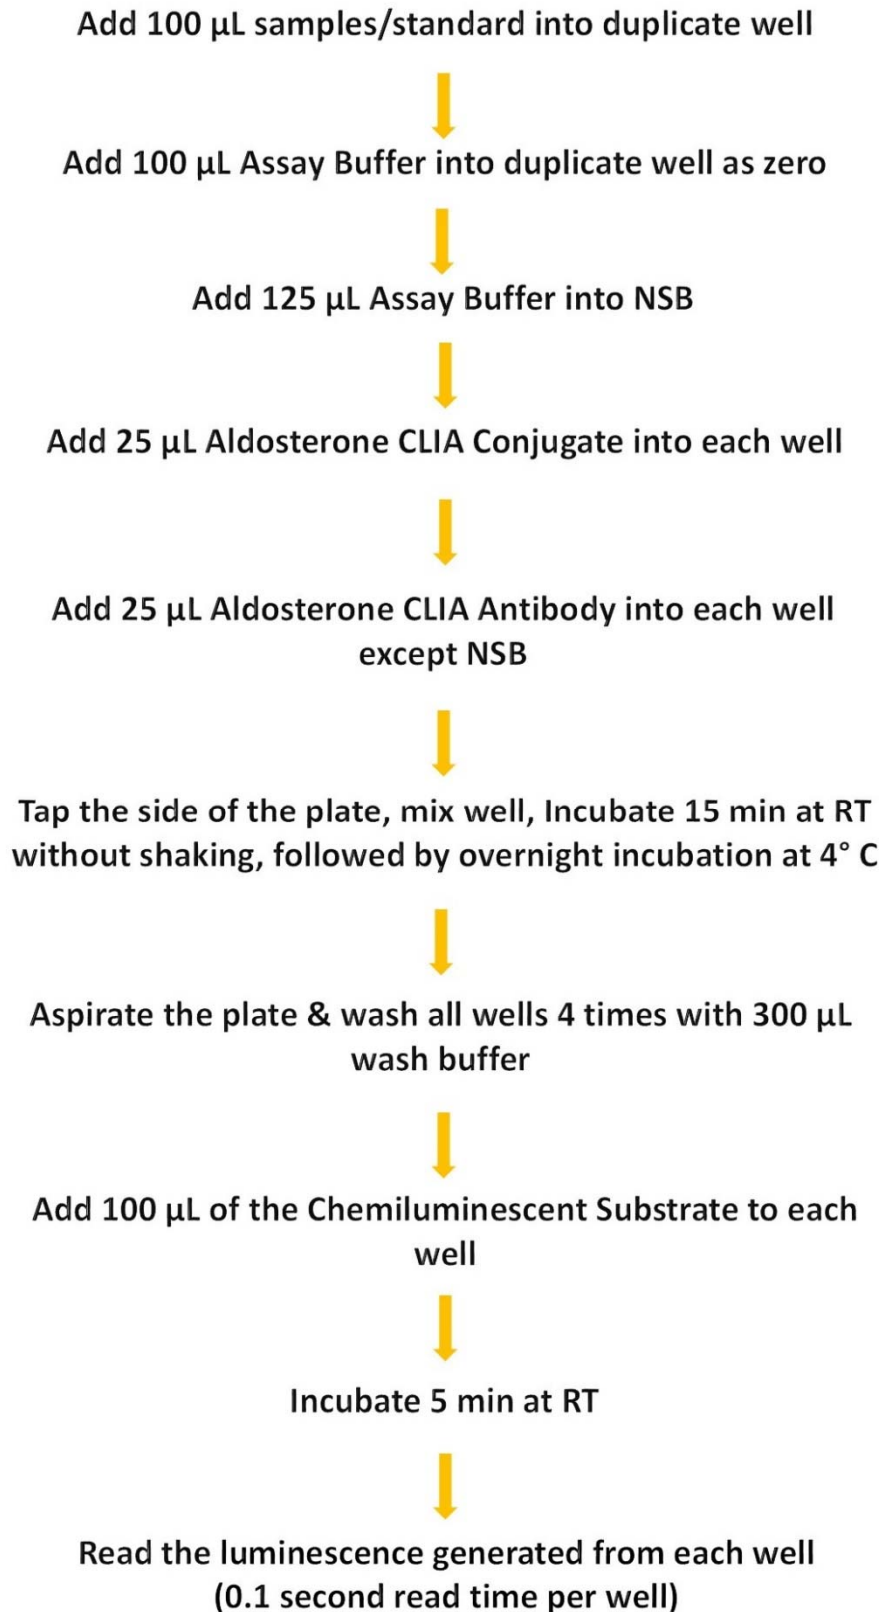 Add 100 µL samples/standard into duplicate well
Add 100 µL Assay Buffer into duplicate well as zero
Add 125 µL Assay Buffer into NSB
Add 25 µL Aldosterone CLIA Conjugate into each well
Add 25 µL Aldosterone CLIA Antibody into each well
except NSB
Tap the side of the plate, mix well, Incubate 15 min at RT
without shaking, followed by overnight incubation at 4° C
Aspirate the plate & wash all wells 4 times with 300 µL
wash buffer
Add 100 µL of the Chemiluminescent Substrate to each
well
Incubate 5 min at RT
Read the luminescence generated from each well
(0.1 second read time per well)